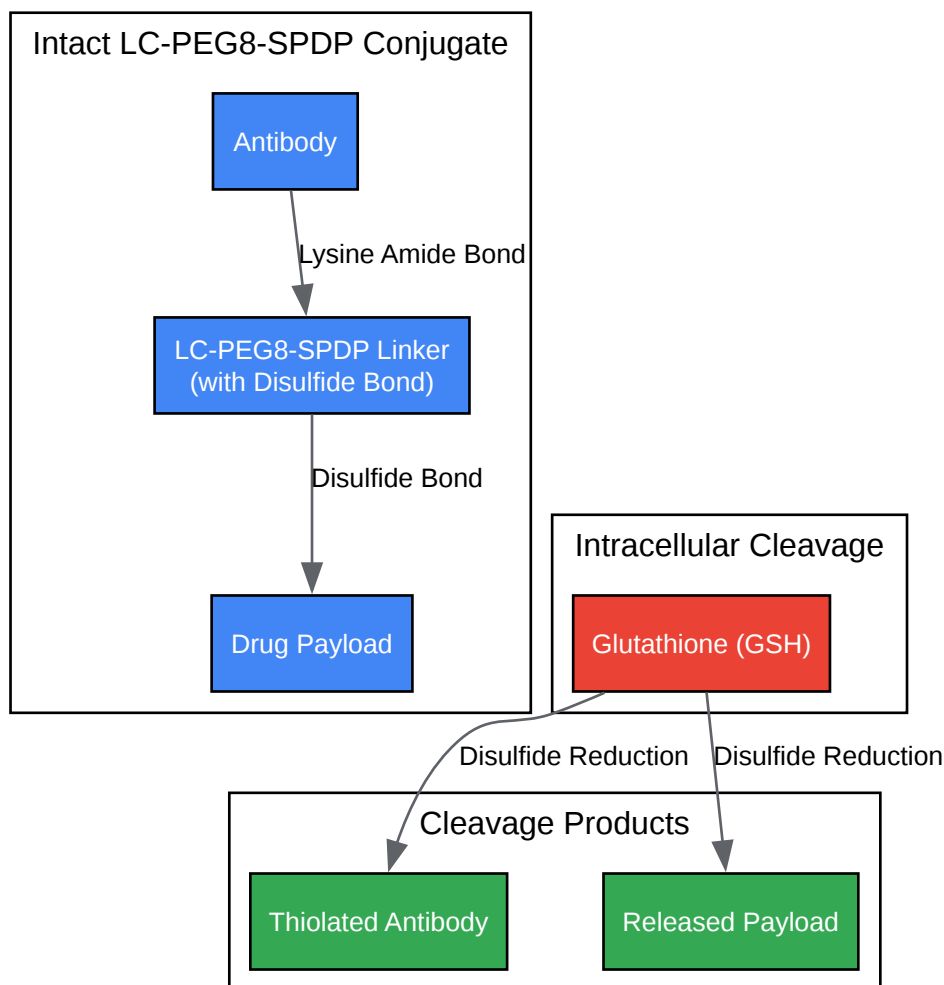 Intact LC-PEG8-SPDP Conjugate
Antibody
Lysine Amide Bond
LC-PEG8-SPDP Linker
(with Disulfide Bond)
Disulfide Bond
Drug Payload
Intracellular Cleavage
Glutathione (GSH)
Disulfide Reduction
Disulfide Reduction
Cleavage Products
Thiolated Antibody
Released Payload